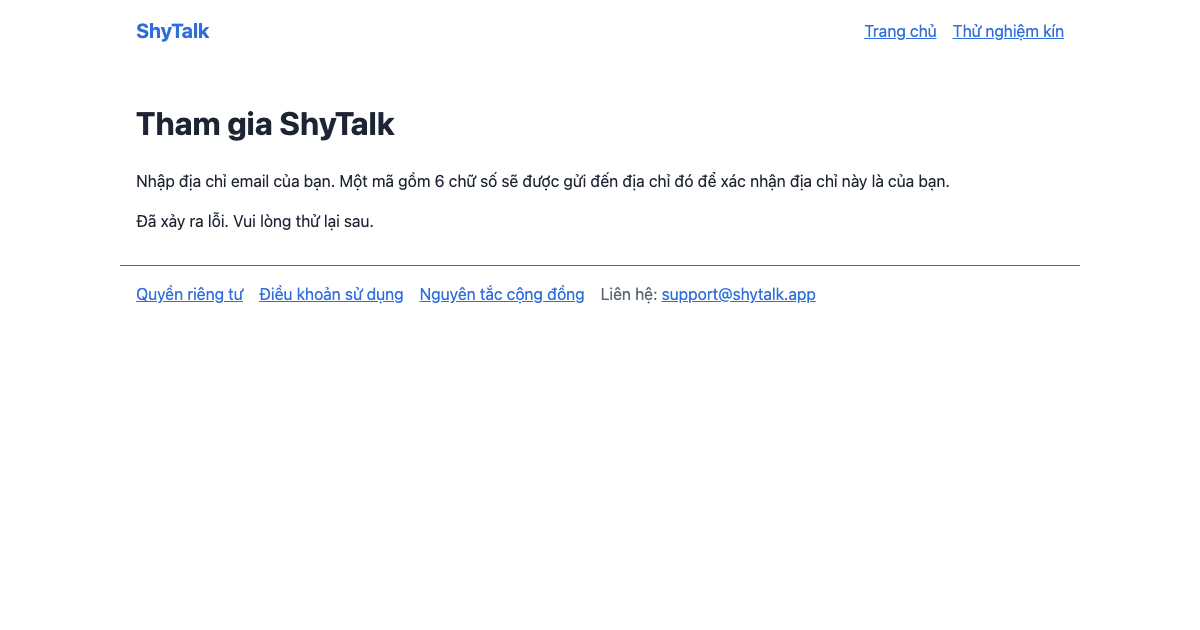 ShyTalk
Trang chủ Thử nghiệm kín
Tham gia ShyTalk
Nhập địa chỉ email của bạn. Một mã gồm 6 chữ số sẽ được gửi đến địa chỉ đó để xác nhận địa chỉ này là của bạn.
Đã xảy ra lỗi. Vui lòng thử lại sau.
Quyền riêng tư Điều khoản sử dụng Nguyên tắc cộng đồng Liên hệ: support@shytalk.app